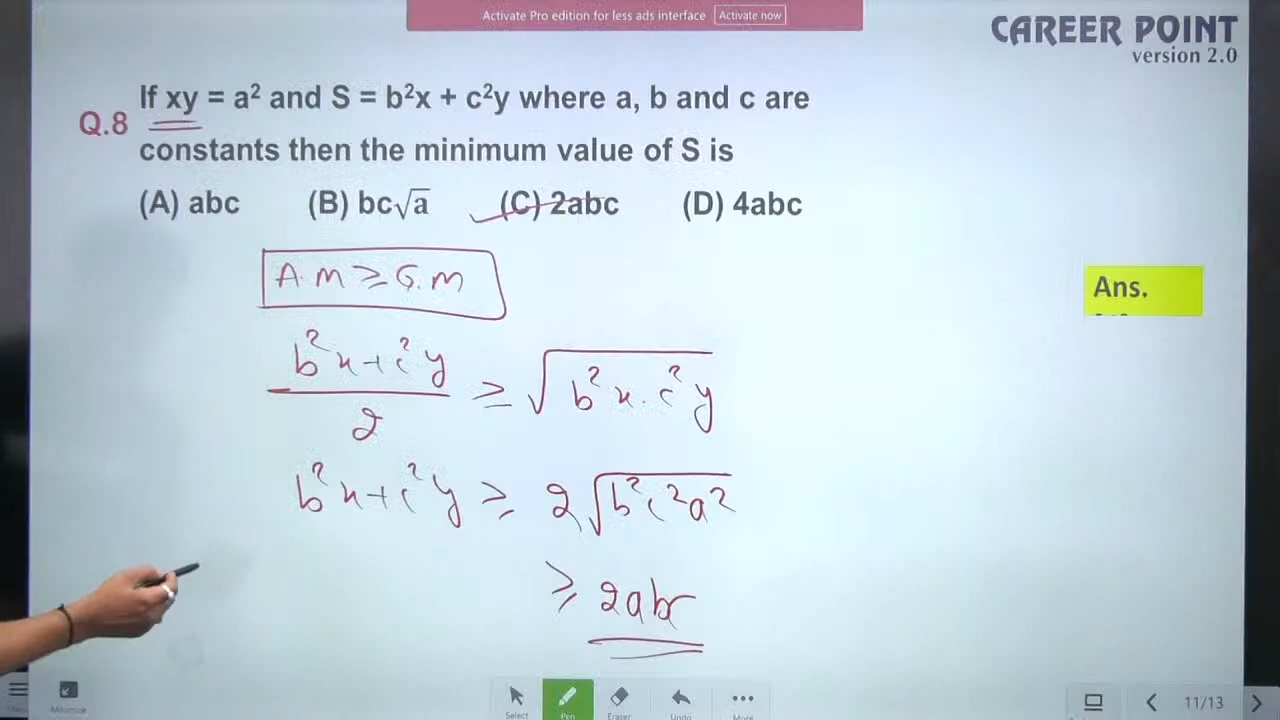 Activate Pro edition for less ads interface Activate now
CAREER POINT
version 2.0
Q.8 If xy = a² and S = b²x + c²y where a, b and c are
constants then the minimum value of S is
(A) abc (B) bc√a (C) 2abc (D) 4abc
A.M ≥ G.M
Ans.
b²x+c²y
2
≥ √b²x.c²y
b²x+c²y ≥ 2√b²c²a²
≥ 2abc
Select Pen Eraser Undo More
11/13